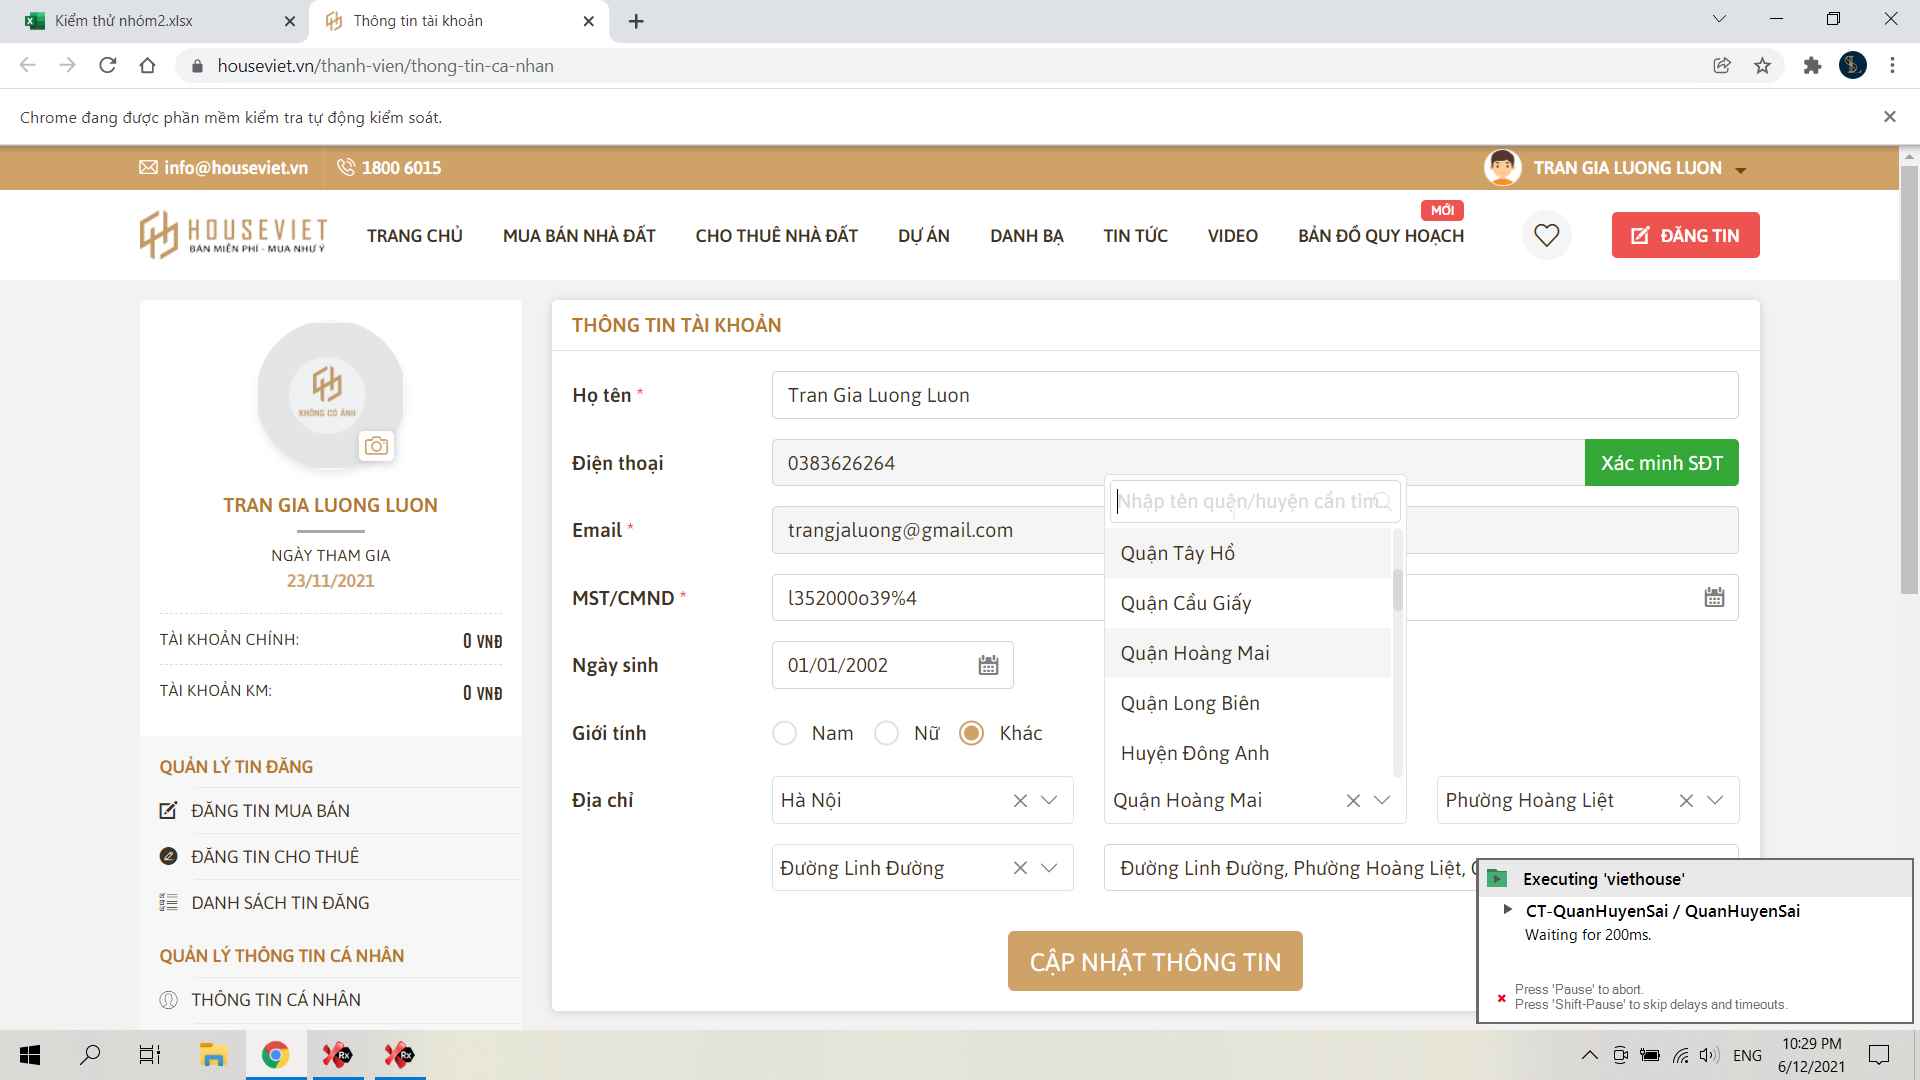 Kiểm thử nhóm2.xlsx
Thông tin tài khoản
houseviet.vn/thanh-vien/thong-tin-ca-nhan
Chrome đang được phần mềm kiểm tra tự động kiểm soát.
info@houseviet.vn
1800 6015
TRAN GIA LUONG LUON
HOUSEVIET
BÁN MIỄN PHÍ - MUA NHƯ Ý
TRANG CHỦ
MUA BÁN NHÀ ĐẤT
CHO THUÊ NHÀ ĐẤT
DỰ ÁN
DANH BẠ
TIN TỨC
VIDEO
MỚI
BẢN ĐỒ QUY HOẠCH
ĐĂNG TIN
KHÔNG CÓ ẢNH
TRAN GIA LUONG LUON
NGÀY THAM GIA
23/11/2021
TÀI KHOẢN CHÍNH: 0 VNĐ
TÀI KHOẢN KM: 0 VNĐ
QUẢN LÝ TIN ĐĂNG
ĐĂNG TIN MUA BÁN
ĐĂNG TIN CHO THUÊ
DANH SÁCH TIN ĐĂNG
QUẢN LÝ THÔNG TIN CÁ NHÂN
THÔNG TIN CÁ NHÂN
THÔNG TIN TÀI KHOẢN
Họ tên *
Tran Gia Luong Luon
Điện thoại
0383626264
Xác minh SĐT
Email *
trangjaluong@gmail.com
MST/CMND *
l352000o39%4
Ngày sinh
01/01/2002
Giới tính
Nam
Nữ
Khác
Nhập tên quận/huyện cần tìm
Quận Tây Hồ
Quận Cầu Giấy
Quận Hoàng Mai
Quận Long Biên
Huyện Đông Anh
Địa chỉ
Hà Nội
Quận Hoàng Mai
Phường Hoàng Liệt
Đường Linh Đường
Đường Linh Đường, Phường Hoàng Liệt,
CẬP NHẬT THÔNG TIN
Executing 'viethouse'
CT-QuanHuyenSai / QuanHuyenSai
Waiting for 200ms.
Press 'Pause' to abort.
Press 'Shift-Pause' to skip delays and timeouts.
Rx
Rx
ENG
10:29 PM
6/12/2021